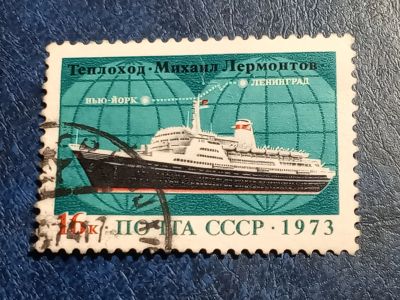 Теплоход · Михаил Лермонтов ·
ЛЕНИНГРАД
НЬЮ-ЙОРК
16к · ПОЧТА СССР · 1973